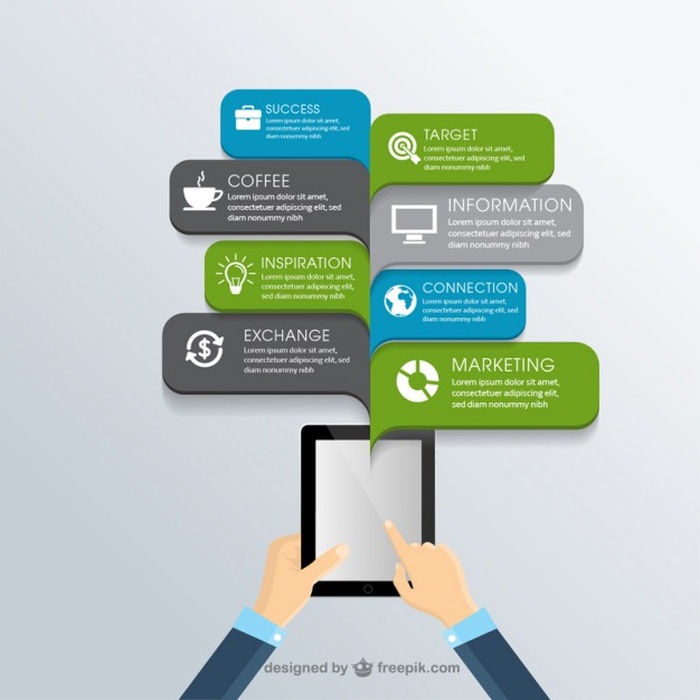 SUCCESS
Lorem ipsum dolor sit amet,
consectetuer adipiscing elit, sed
diam nonummy nibh
TARGET
Lorem ipsum dolor sit amet,
consectetuer adipiscing elit, sed
diam nonummy nibh
COFFEE
Lorem ipsum dolor sit amet,
consectetuer adipiscing elit, sed
diam nonummy nibh
INFORMATION
Lorem ipsum dolor sit amet,
consectetuer adipiscing elit, sed
diam nonummy nibh
INSPIRATION
Lorem ipsum dolor sit amet,
consectetuer adipiscing elit, sed
diam nonummy nibh
CONNECTION
Lorem ipsum dolor sit amet,
consectetuer adipiscing elit, sed
diam nonummy nibh
EXCHANGE
Lorem ipsum dolor sit amet,
consectetuer adipiscing elit, sed
diam nonummy nibh
MARKETING
Lorem ipsum dolor sit amet,
consectetuer adipiscing elit, sed
diam nonummy nibh
designed by freepik.com